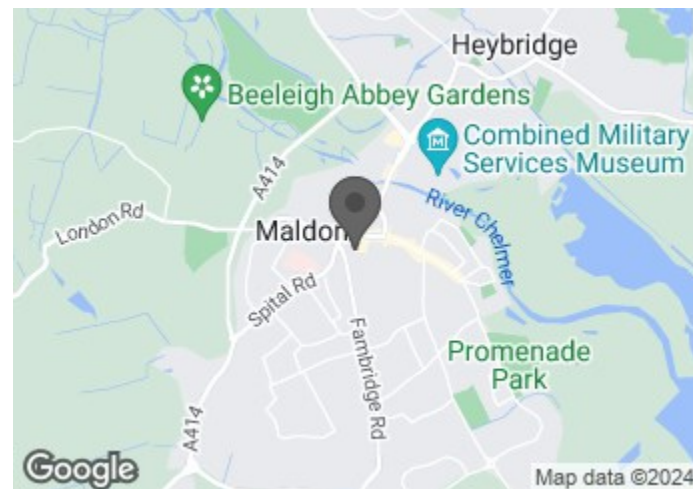 Heybridge
Beeleigh Abbey Gardens
Combined Military
Services Museum
A414
London Rd
River Chelmer
Maldon
Spital Rd
Fambridge Rd
Promenade
Park
A414
Google
Map data ©2024